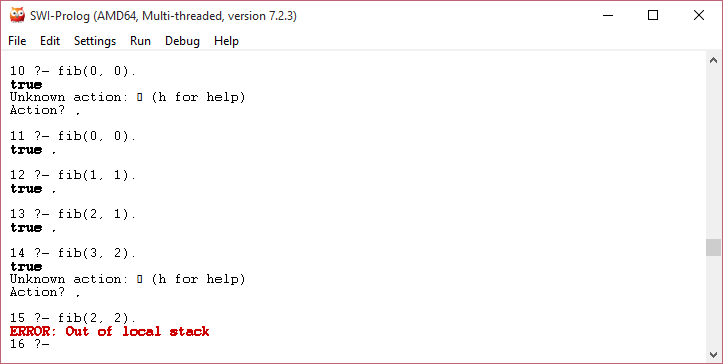 SWI-Prolog (AMD64, Multi-threaded, version 7.2.3)
File Edit Settings Run Debug Help
10 ?- fib(0, 0).
true
Unknown action: ▯ (h for help)
Action? .
11 ?- fib(0, 0).
true .
12 ?- fib(1, 1).
true .
13 ?- fib(2, 1).
true .
14 ?- fib(3, 2).
true
Unknown action: ▯ (h for help)
Action? .
15 ?- fib(2, 2).
ERROR: Out of local stack
16 ?-